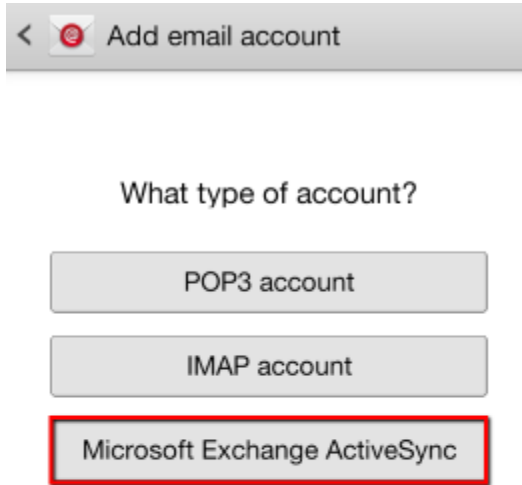 Add email account
What type of account?
POP3 account
IMAP account
Microsoft Exchange ActiveSync